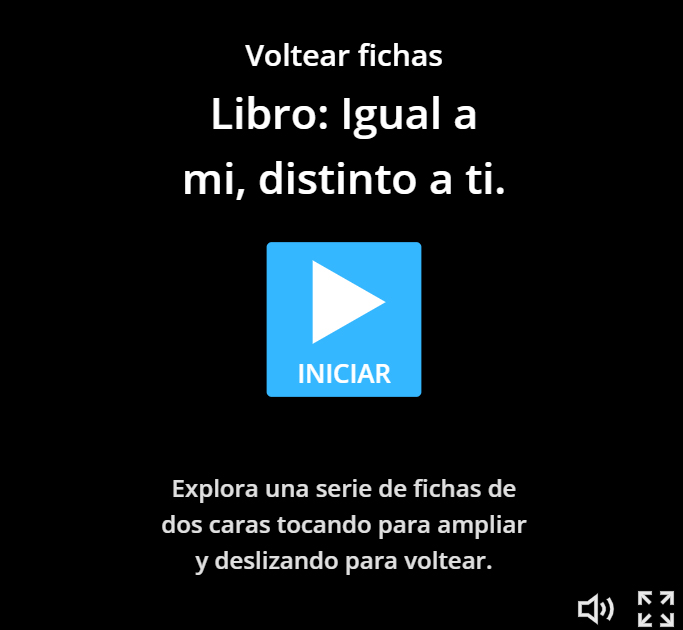 Voltear fichas
Libro: Igual a
mi, distinto a ti.
INICIAR
Explora una serie de fichas de
dos caras tocando para ampliar
y deslizando para voltear.